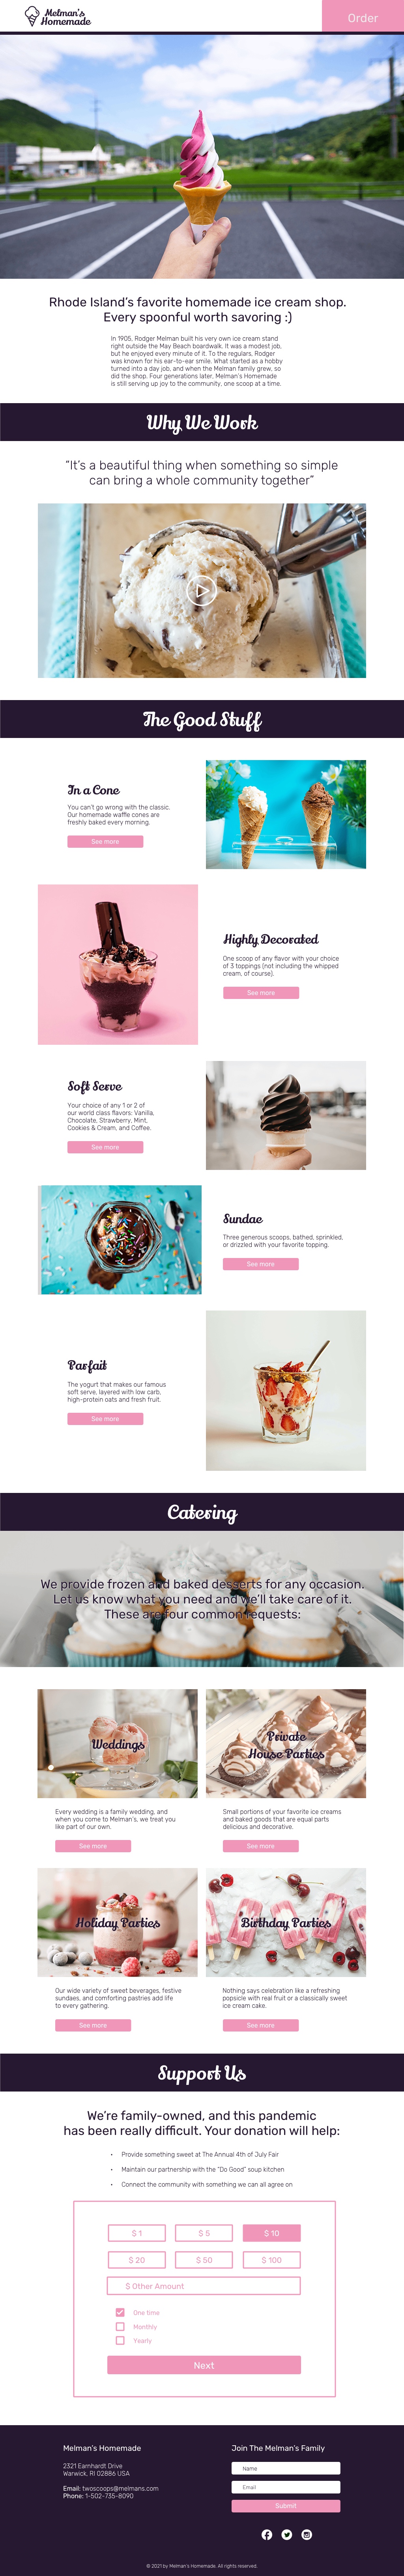 Melman's
Homemade
Order
Rhode Island's favorite homemade ice cream shop.
Every spoonful worth savoring :)
In 1905, Rodger Melman built his very own ice cream stand
right outside the May Beach boardwalk. It was a modest job,
but he enjoyed every minute of it. To the regulars, Rodger
was known for his ear-to-ear smile. What started as a hobby
turned into a day job, and when the Melman family grew, so
did the shop. Four generations later, Melman's Homemade
is still serving up joy to the community, one scoop at a time.
Why We Work
"It's a beautiful thing when something so simple
can bring a whole community together"
The Good Stuff
In a Cone
You can't go wrong with the classic.
Our homemade waffle cones are
freshly baked every morning.
See more
Highly Decorated
One scoop of any flavor with your choice
of 3 toppings (not including the whipped
cream, of course).
See more
Soft Serve
Your choice of any 1 or 2 of
our world class flavors: Vanilla,
Chocolate, Strawberry, Mint,
Cookies & Cream, and Coffee.
See more
Sundae
Three generous scoops, bathed, sprinkled,
or drizzled with your favorite topping.
See more
Parfait
The yogurt that makes our famous
soft serve, layered with low carb,
high-protein oats and fresh fruit.
See more
Catering
We provide frozen and baked desserts for any occasion.
Let us know what you need and we'll take care of it.
These are four common requests:
Weddings
Every wedding is a family wedding, and
when you come to Melman's, we treat you
like part of our own.
See more
Private
House Parties
Small portions of your favorite ice creams
and baked goods that are equal parts
delicious and decorative.
See more
Holiday Parties
Our wide variety of sweet beverages, festive
sundaes, and comforting pastries add life
to every gathering.
See more
Birthday Parties
Nothing says celebration like a refreshing
popsicle with real fruit or a classically sweet
ice cream cake.
See more
Support Us
We're family-owned, and this pandemic
has been really difficult. Your donation will help:
• Provide something sweet at The Annual 4th of July Fair
• Maintain our partnership with the "Do Good" soup kitchen
• Connect the community with something we can all agree on
$ 1
$ 5
$ 10
$ 20
$ 50
$ 100
$ Other Amount
One time
Monthly
Yearly
Next
Melman's Homemade
2321 Earnhardt Drive
Warwick, RI 02886 USA
Email: twoscoops@melmans.com
Phone: 1-502-735-8090
Join The Melman's Family
Name
Email
Submit
© 2021 by Melman's Homemade. All rights reserved.